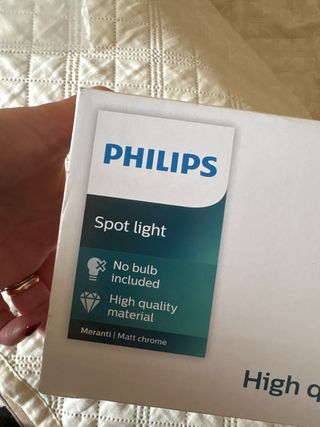 PHILIPS
Spot light
No bulb
included
High quality
material
Meranti | Matt chrome
High q